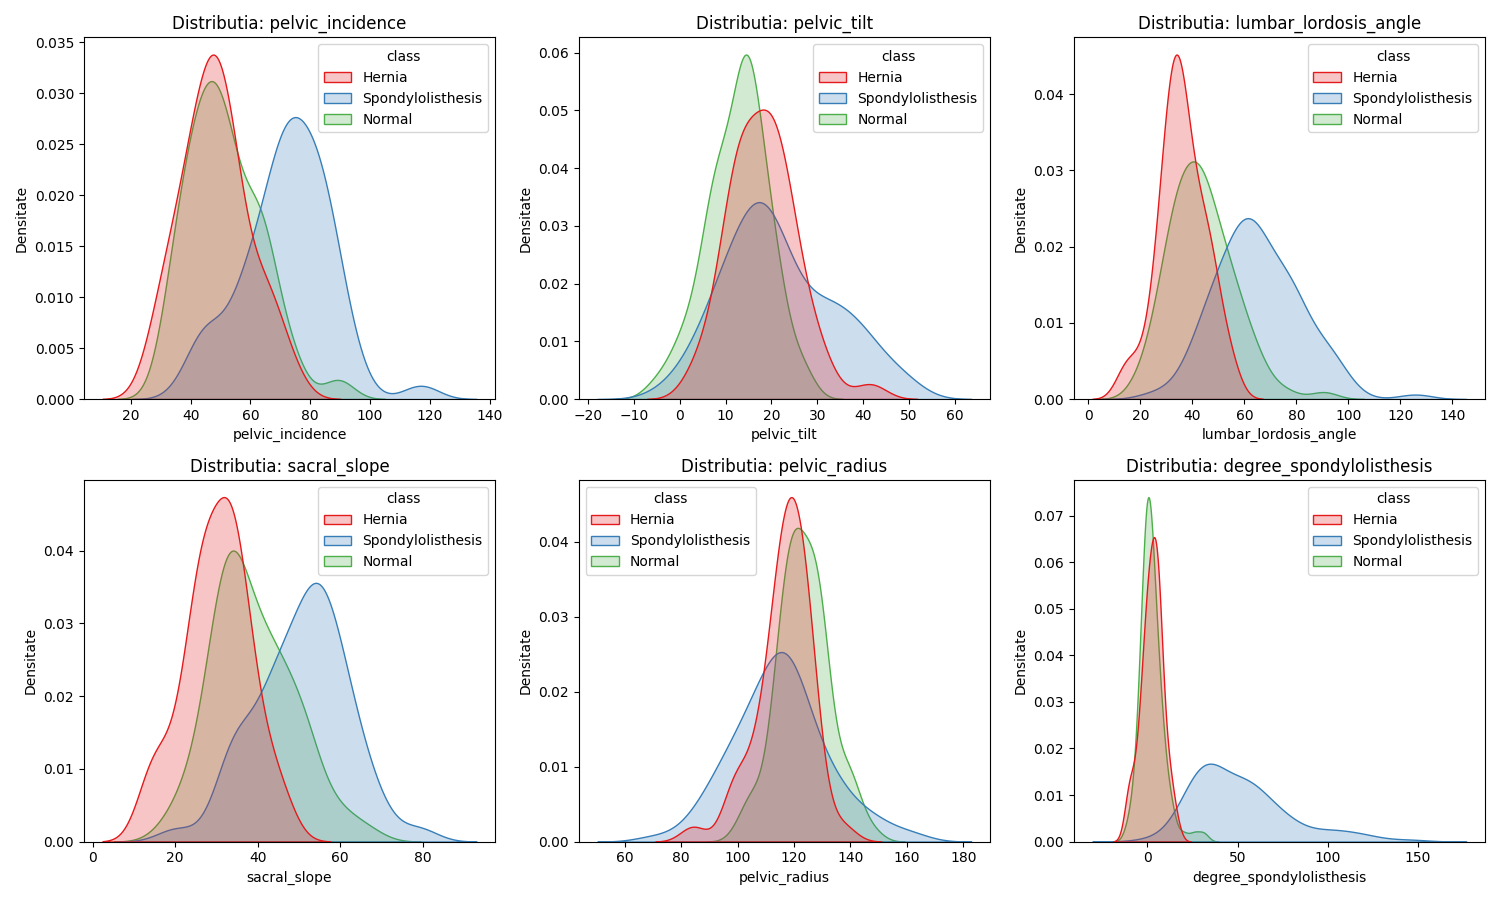 Distributia: pelvic_incidence
Densitate
0.035
0.030
0.025
0.020
0.015
0.010
0.005
0.000
class
Hernia
Spondylolisthesis
Normal
20 40 60 80 100 120 140
pelvic_incidence
Distributia: pelvic_tilt
Densitate
0.06
0.05
0.04
0.03
0.02
0.01
0.00
class
Hernia
Spondylolisthesis
Normal
−20 −10 0 10 20 30 40 50 60
pelvic_tilt
Distributia: lumbar_lordosis_angle
Densitate
0.04
0.03
0.02
0.01
0.00
class
Hernia
Spondylolisthesis
Normal
0 20 40 60 80 100 120 140
lumbar_lordosis_angle
Distributia: sacral_slope
Densitate
0.04
0.03
0.02
0.01
0.00
class
Hernia
Spondylolisthesis
Normal
0 20 40 60 80
sacral_slope
Distributia: pelvic_radius
Densitate
0.04
0.03
0.02
0.01
0.00
class
Hernia
Spondylolisthesis
Normal
60 80 100 120 140 160 180
pelvic_radius
Distributia: degree_spondylolisthesis
Densitate
0.07
0.06
0.05
0.04
0.03
0.02
0.01
0.00
class
Hernia
Spondylolisthesis
Normal
0 50 100 150
degree_spondylolisthesis